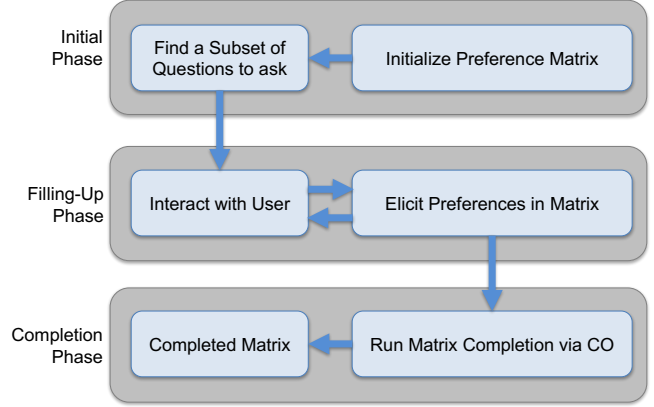 Initial
Phase
Find a Subset of
Questions to ask
Initialize Preference Matrix
Filling-Up
Phase
Interact with User
Elicit Preferences in Matrix
Completion
Phase
Completed Matrix
Run Matrix Completion via CO